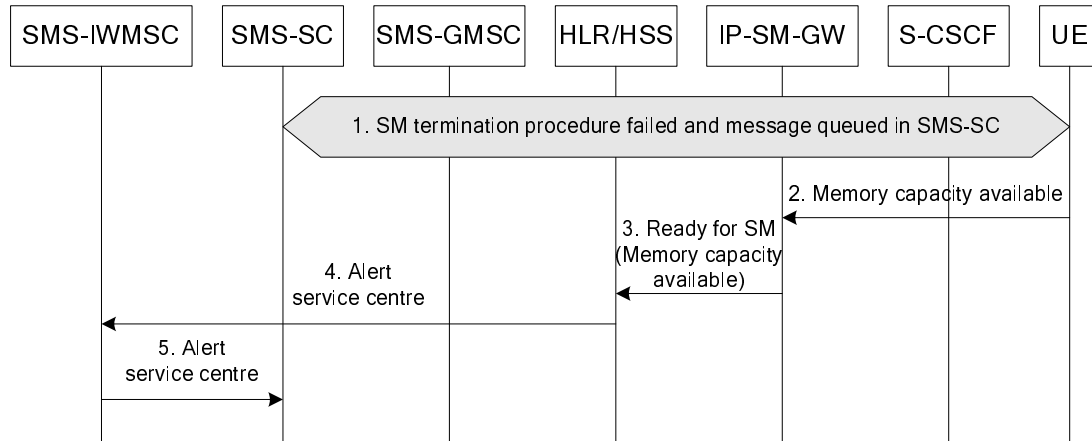 SMS-IWMSC SMS-SC SMS-GMSC HLR/HSS IP-SM-GW S-CSCF UE
1. SM termination procedure failed and message queued in SMS-SC
2. Memory capacity available
3. Ready for SM
(Memory capacity
available)
4. Alert
service centre
5. Alert
service centre